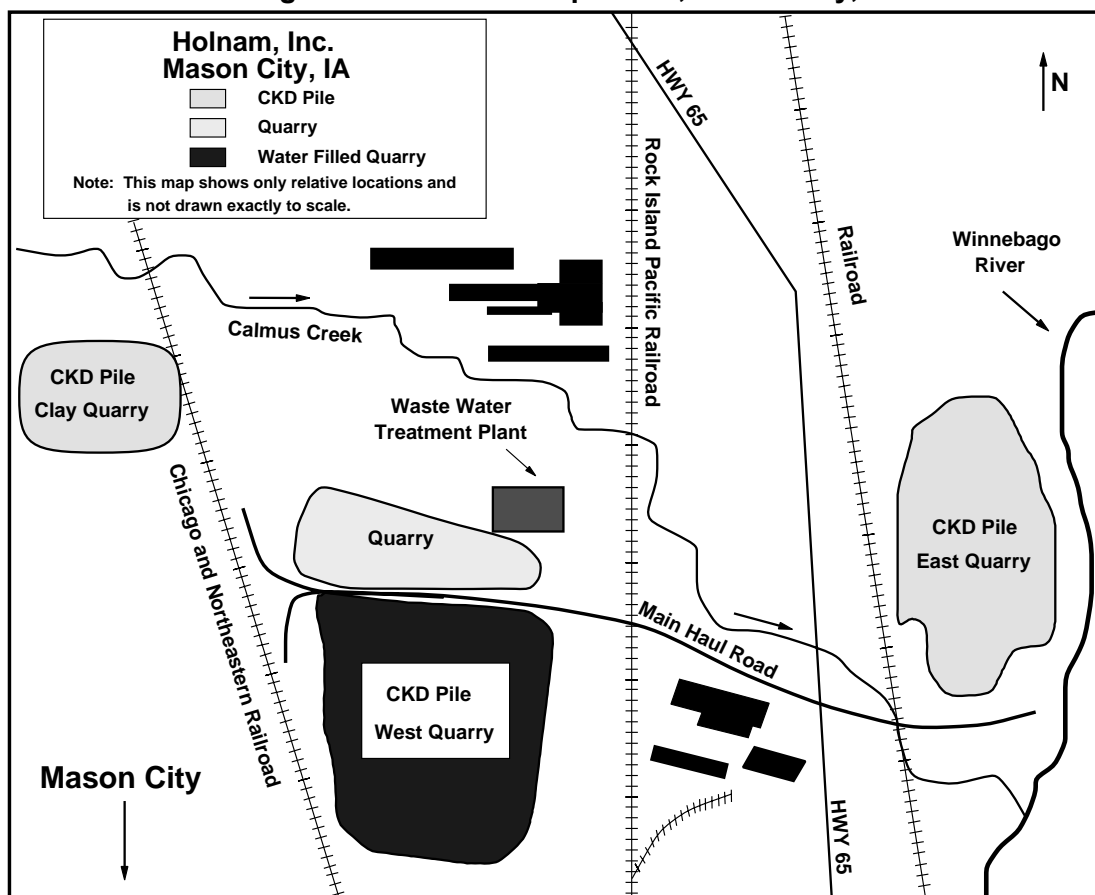 Holnam, Inc.
Mason City, IA
CKD Pile
Quarry
Water Filled Quarry
Note: This map shows only relative locations and
is not drawn exactly to scale.
N
HWY 65
Rock Island Pacific Railroad
Railroad
Winnebago
River
Calmus Creek
CKD Pile
Clay Quarry
Waste Water
Treatment Plant
Chicago and Northeastern Railroad
Quarry
CKD Pile
East Quarry
Main Haul Road
CKD Pile
West Quarry
Mason City
HWY 65